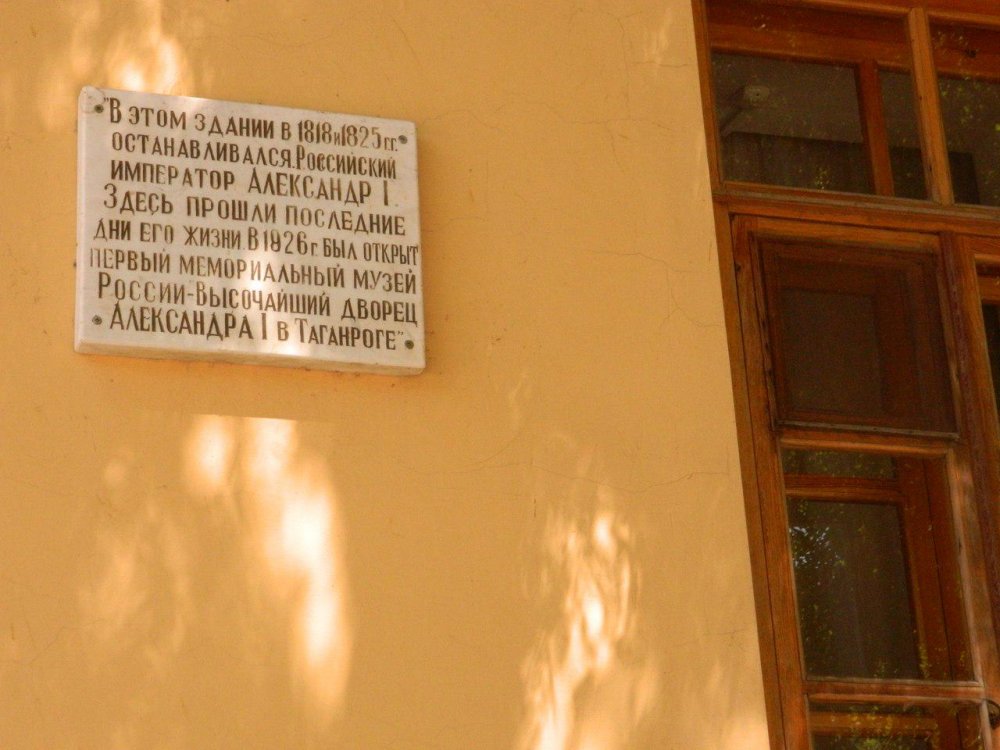 "В ЭТОМ ЗДАНИИ В 1818 И 1825 ГГ.
ОСТАНАВЛИВАЛСЯ РОССИЙСКИЙ
ИМПЕРАТОР АЛЕКСАНДР I.
ЗДЕСЬ ПРОШЛИ ПОСЛЕДНИЕ
ДНИ ЕГО ЖИЗНИ. В 1926 Г. БЫЛ ОТКРЫТ
ПЕРВЫЙ МЕМОРИАЛЬНЫЙ МУЗЕЙ
РОССИИ-ВЫСОЧАЙШИЙ ДВОРЕЦ
АЛЕКСАНДРА I В ТАГАНРОГЕ"